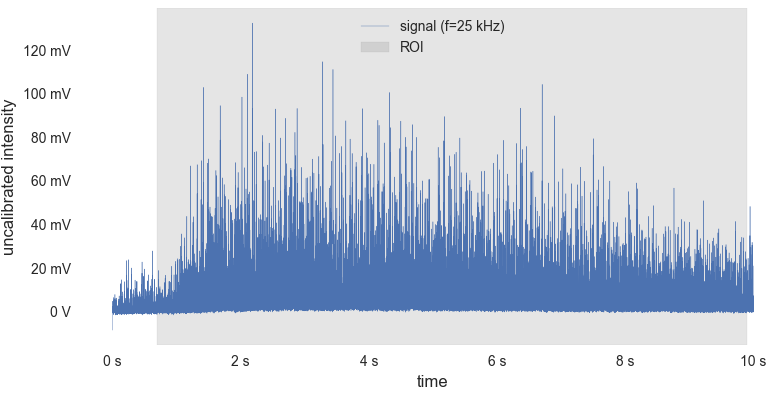 signal (f=25 kHz)
ROI
120 mV
100 mV
80 mV
60 mV
40 mV
20 mV
0 V
uncalibrated intensity
0 s 2 s 4 s 6 s 8 s 10 s
time